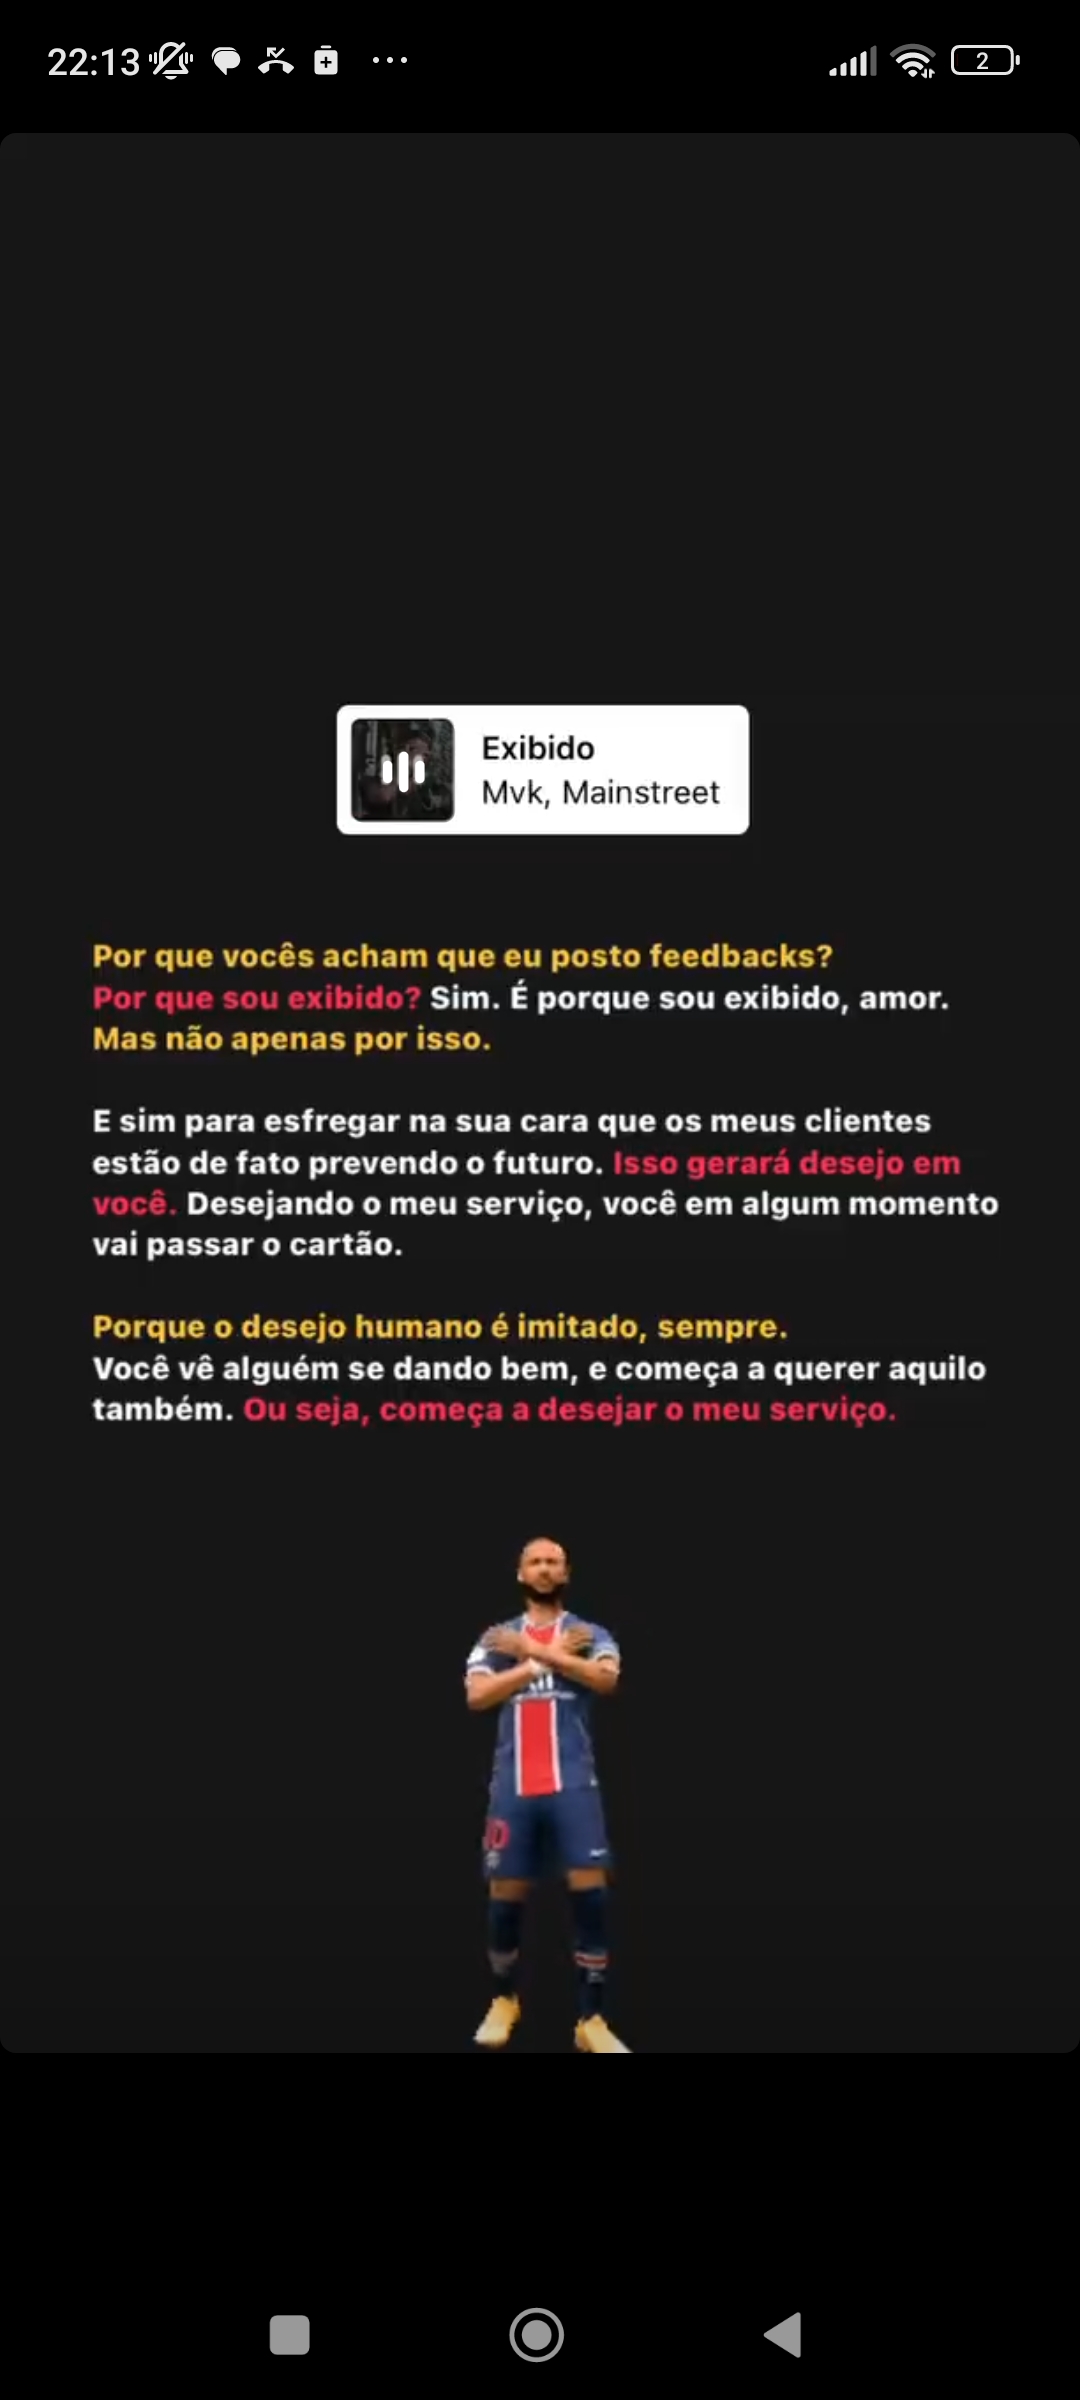 22:13
2
Exibido
Mvk, Mainstreet
Por que vocês acham que eu posto feedbacks?
Por que sou exibido? Sim. É porque sou exibido, amor.
Mas não apenas por isso.
E sim para esfregar na sua cara que os meus clientes
estão de fato prevendo o futuro. Isso gerará desejo em
você. Desejando o meu serviço, você em algum momento
vai passar o cartão.
Porque o desejo humano é imitado, sempre.
Você vê alguém se dando bem, e começa a querer aquilo
também. Ou seja, começa a desejar o meu serviço.
10